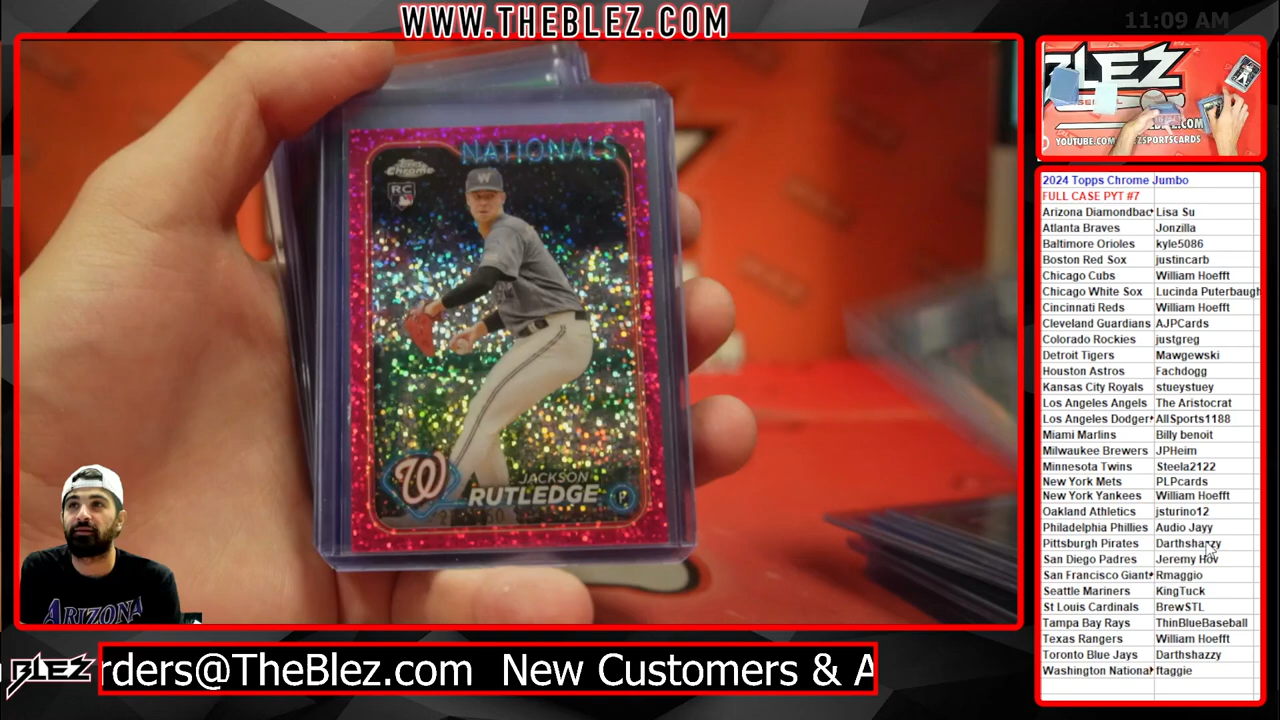 WWW.THEBLEZ.COM
11:09 AM
NATIONALS
Topps
Chrome
RC
W
W
JACKSON
RUTLEDGE
P
ARIZONA
BLEZ
YOUTUBE.COM
ZSPORTSCARDS
2024 Topps Chrome Jumbo
FULL CASE PYT #7
Arizona Diamondbac Lisa Su
Atlanta Braves Jonzilla
Baltimore Orioles kyle5086
Boston Red Sox justincarb
Chicago Cubs William Hoefft
Chicago White Sox Lucinda Puterbaugh
Cincinnati Reds William Hoefft
Cleveland Guardians AJPCards
Colorado Rockies justgreg
Detroit Tigers Mawgewski
Houston Astros Fachdogg
Kansas City Royals stueystuey
Los Angeles Angels The Aristocrat
Los Angeles Dodger AllSports1188
Miami Marlins Billy benoit
Milwaukee Brewers JPHeim
Minnesota Twins Steela2122
New York Mets PLPcards
New York Yankees William Hoefft
Oakland Athletics jsturino12
Philadelphia Phillies Audio Jayy
Pittsburgh Pirates Darthshazzy
San Diego Padres Jeremy Hov
San Francisco Giant Rmaggio
Seattle Mariners KingTuck
St Louis Cardinals BrewSTL
Tampa Bay Rays ThinBlueBaseball
Texas Rangers William Hoefft
Toronto Blue Jays Darthshazzy
Washington National ftaggie
BLEZ
rders@TheBlez.com New Customers & A